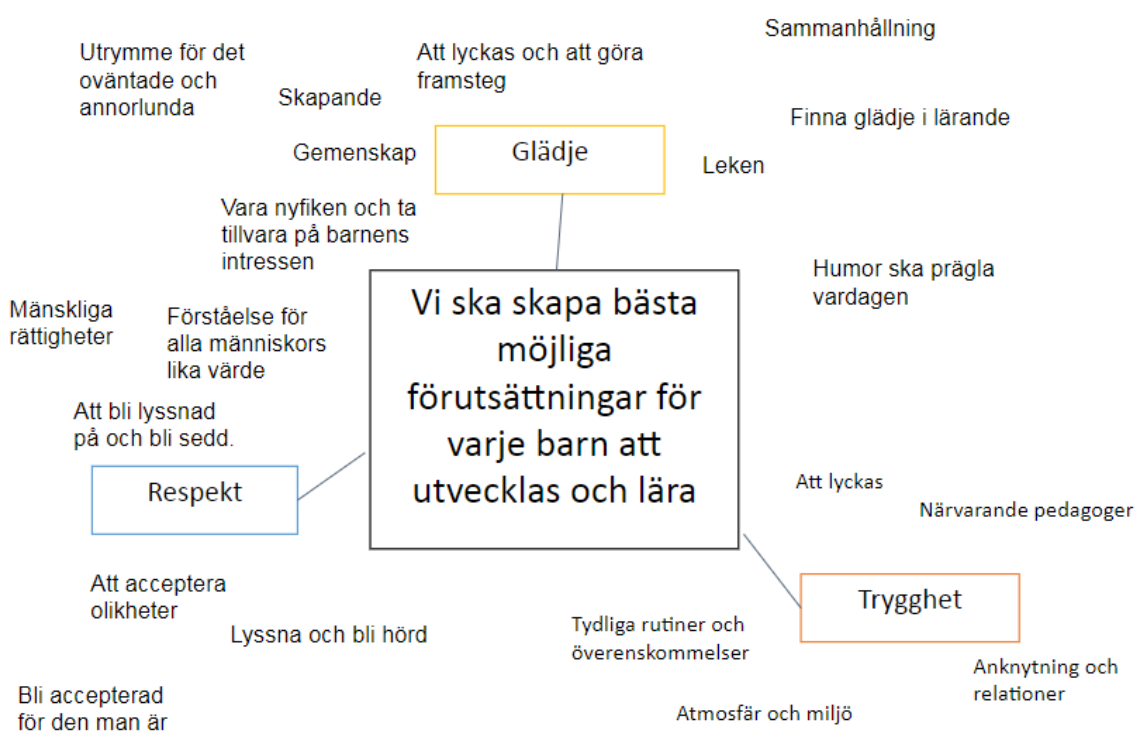 Sammanhållning
Utrymme för det
oväntade och
annorlunda
Att lyckas och att göra
framsteg
Skapande
Finna glädje i lärande
Gemenskap
Glädje
Leken
Vara nyfiken och ta
tillvara på barnens
intressen
Humor ska prägla
vardagen
Mänskliga
rättigheter
Förståelse för
alla människors
lika värde
Vi ska skapa bästa
möjliga
förutsättningar för
varje barn att
utvecklas och lära
Att bli lyssnad
på och bli sedd.
Respekt
Att lyckas
Närvarande pedagoger
Att acceptera
olikheter
Lyssna och bli hörd
Trygghet
Tydliga rutiner och
överenskommelser
Anknytning och
relationer
Bli accepterad
för den man är
Atmosfär och miljö